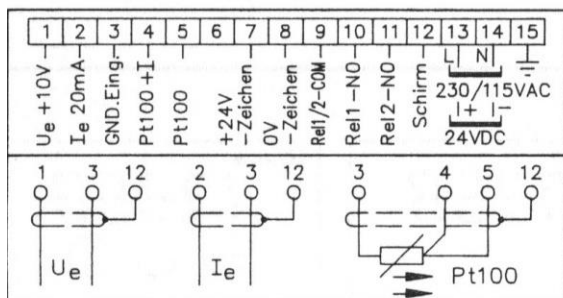 1 2 3 4 5 6 7 8 9 10 11 12 13 14 15
Ue +10V
Ie 20mA
GND.Eing.
Pt100 +I
Pt100
+24V
-Zeichen
0V
-Zeichen
Rel1/2-COM
Rel1-NO
Rel2-NO
Schirm
L N
230/115VAC
+ -
24VDC
1 3 12
2 3 12
3 4 5 12
Ue
Ie
Pt100